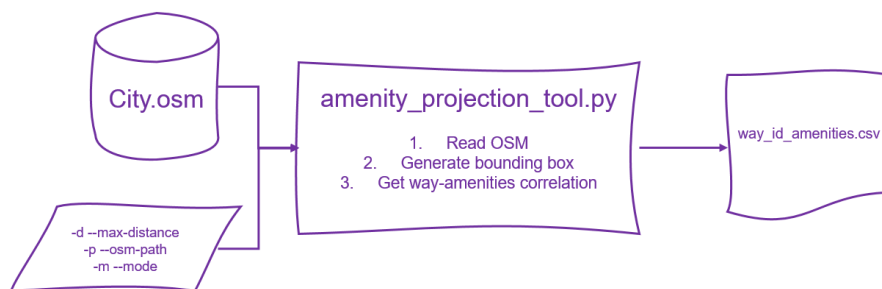 City.osm
-d --max-distance
-p --osm-path
-m --mode
amenity_projection_tool.py
1. Read OSM
2. Generate bounding box
3. Get way-amenities correlation
way_id_amenities.csv